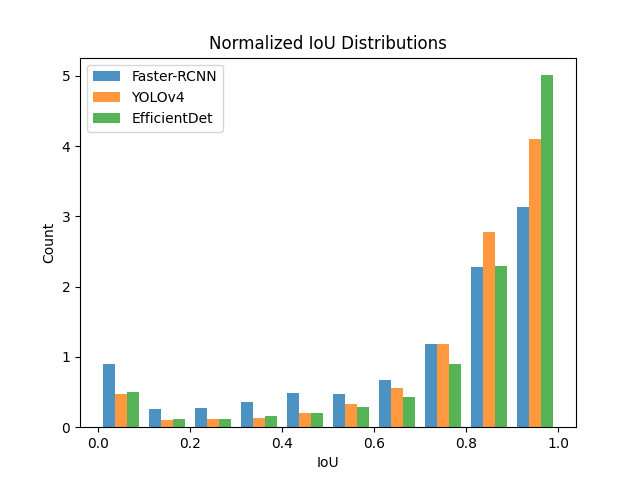 Normalized IoU Distributions
Faster-RCNN
YOLOv4
EfficientDet
Count
5
4
3
2
1
0
0.0 0.2 0.4 0.6 0.8 1.0
IoU